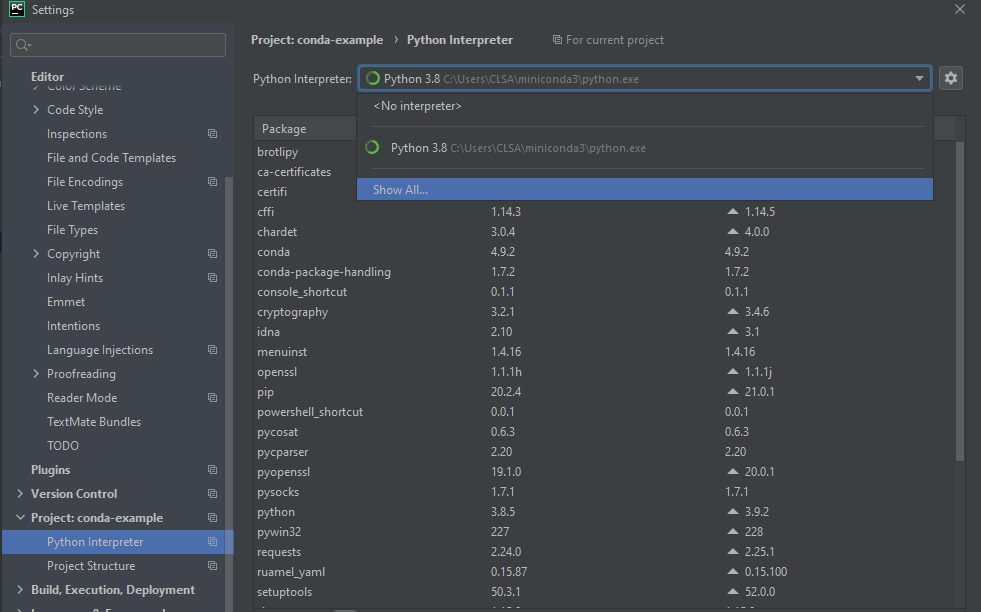 PC Settings
Project: conda-example › Python Interpreter For current project
Python Interpreter: Python 3.8 C:\Users\CLSA\miniconda3\python.exe
<No interpreter>
Python 3.8 C:\Users\CLSA\miniconda3\python.exe
Show All...
Editor
Color Scheme
Code Style
Inspections
File and Code Templates
File Encodings
Live Templates
File Types
Copyright
Inlay Hints
Emmet
Intentions
Language Injections
Proofreading
Reader Mode
TextMate Bundles
TODO
Plugins
Version Control
Project: conda-example
Python Interpreter
Project Structure
Build, Execution, Deployment
Package
brotlipy
ca-certificates
certifi
cffi 1.14.3 1.14.5
chardet 3.0.4 4.0.0
conda 4.9.2 4.9.2
conda-package-handling 1.7.2 1.7.2
console_shortcut 0.1.1 0.1.1
cryptography 3.2.1 3.4.6
idna 2.10 3.1
menuinst 1.4.16 1.4.16
openssl 1.1.1h 1.1.1j
pip 20.2.4 21.0.1
powershell_shortcut 0.0.1 0.0.1
pycosat 0.6.3 0.6.3
pycparser 2.20 2.20
pyopenssl 19.1.0 20.0.1
pysocks 1.7.1 1.7.1
python 3.8.5 3.9.2
pywin32 227 228
requests 2.24.0 2.25.1
ruamel_yaml 0.15.87 0.15.100
setuptools 50.3.1 52.0.0